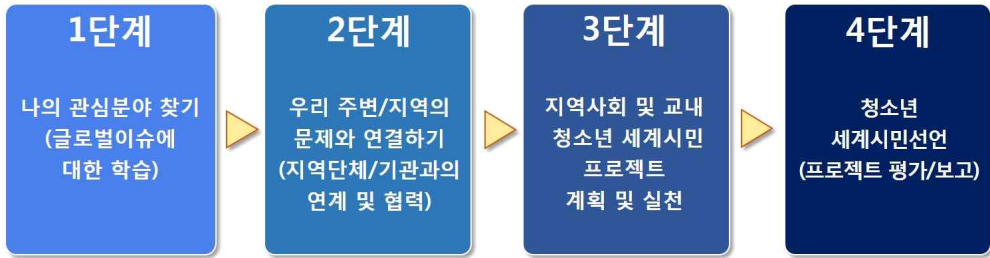 1단계
나의 관심분야 찾기
(글로벌이슈에
대한 학습)
2단계
우리 주변/지역의
문제와 연결하기
(지역단체/기관과의
연계 및 협력)
3단계
지역사회 및 교내
청소년 세계시민
프로젝트
계획 및 실천
4단계
청소년
세계시민선언
(프로젝트 평가/보고)